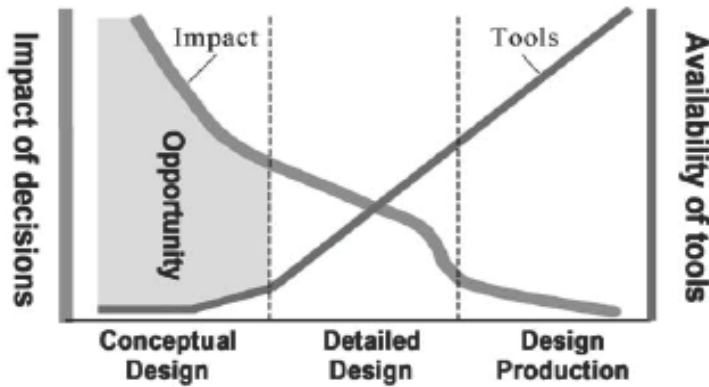 Impact of decisions
Impact
Tools
Opportunity
Availability of tools
Conceptual
Design
Detailed
Design
Design
Production